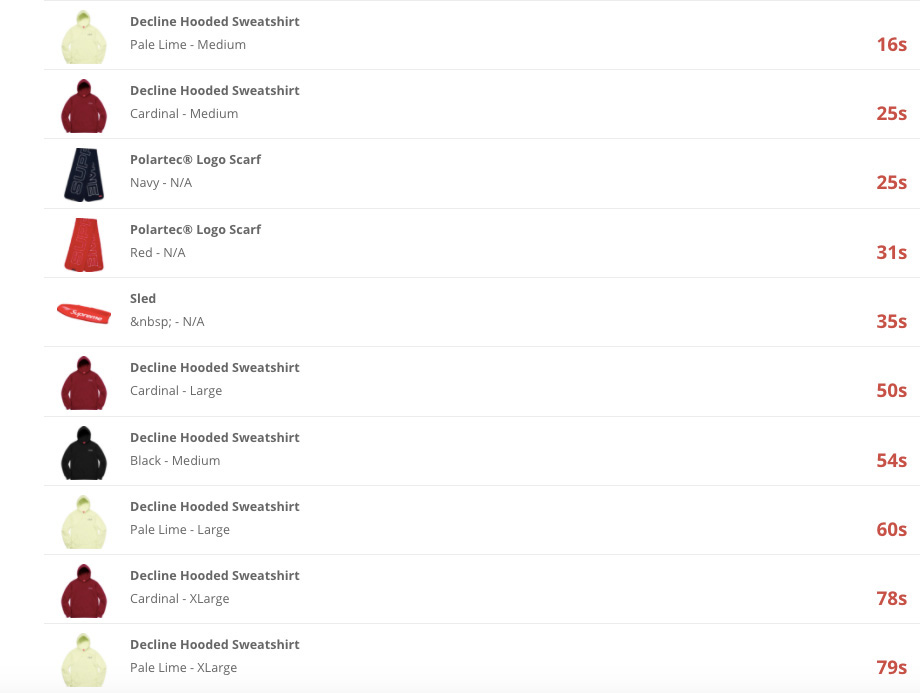 Decline Hooded Sweatshirt
Pale Lime - Medium
16s
Decline Hooded Sweatshirt
Cardinal - Medium
25s
Polartec® Logo Scarf
Navy - N/A
25s
Polartec® Logo Scarf
Red - N/A
31s
Sled
&nbsp; - N/A
35s
Supreme
Decline Hooded Sweatshirt
Cardinal - Large
50s
Decline Hooded Sweatshirt
Black - Medium
54s
Decline Hooded Sweatshirt
Pale Lime - Large
60s
Decline Hooded Sweatshirt
Cardinal - XLarge
78s
Decline Hooded Sweatshirt
Pale Lime - XLarge
79s